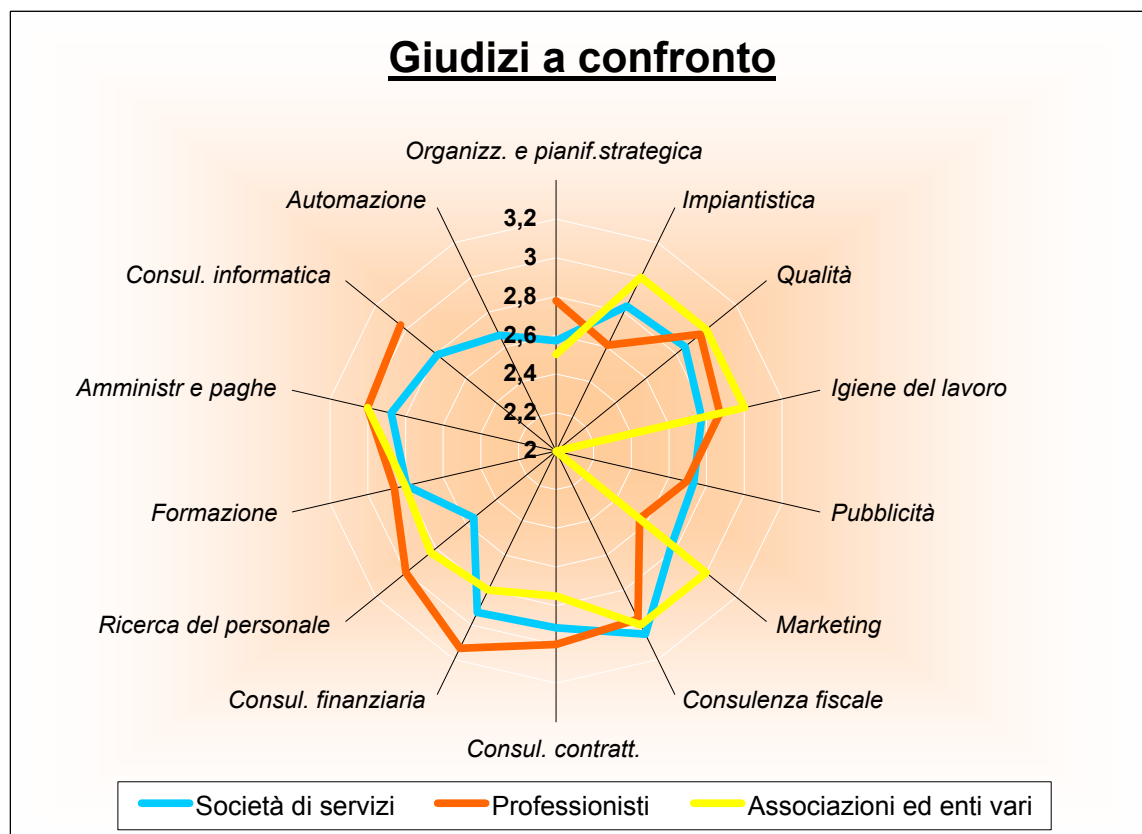 Giudizi a confronto
Organizz. e pianif.strategica
Automazione
Impiantistica
3,2
Consul. informatica
3
Qualità
2,8
2,6
Amministr e paghe
2,4
Igiene del lavoro
2,2
2
Formazione
Pubblicità
Ricerca del personale
Marketing
Consul. finanziaria
Consulenza fiscale
Consul. contratt.
Società di servizi
Professionisti
Associazioni ed enti vari